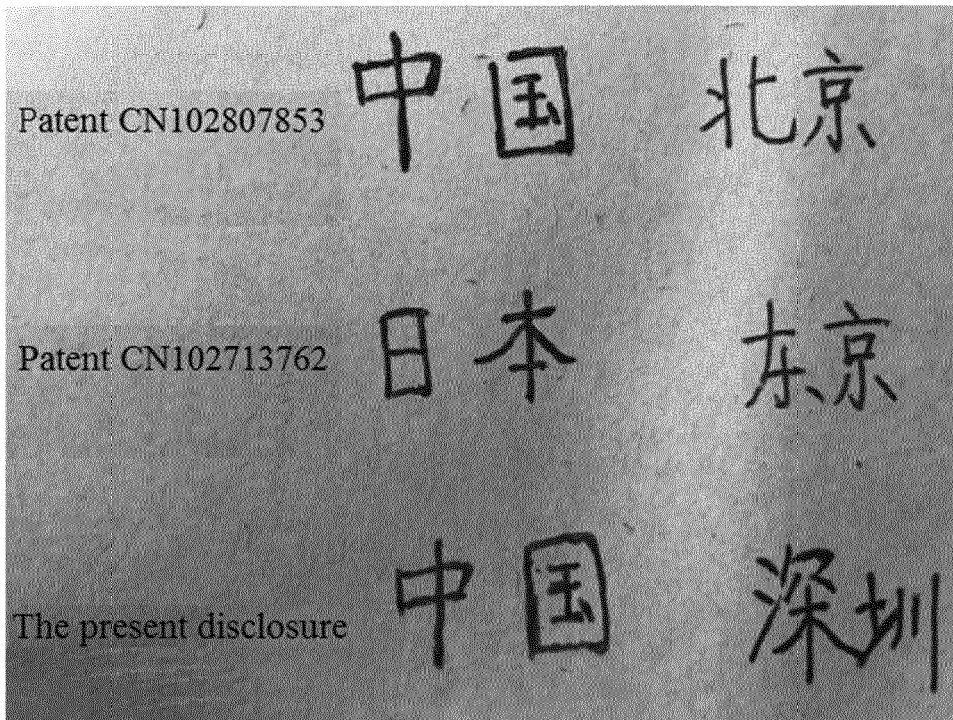 Patent CN102807853 中国 北京
Patent CN102713762 日本 东京
The present disclosure 中国 深圳